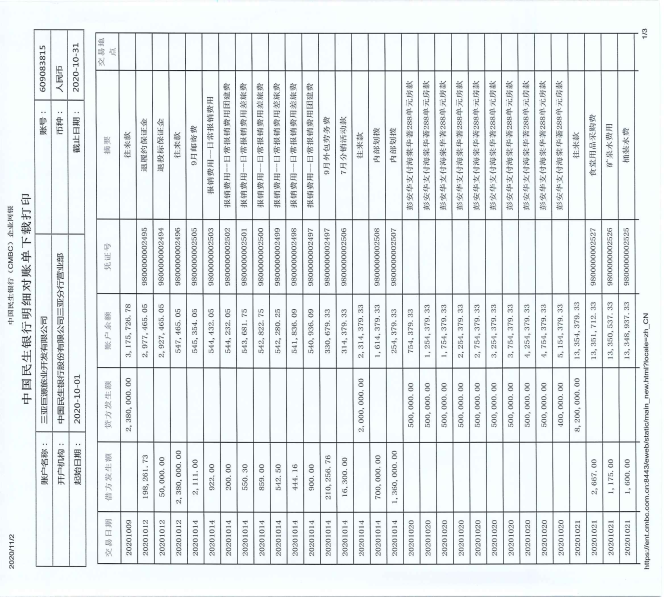 2020/11/2 中国民生银行（CMBC）企业网银
中国民生银行明细对账单下载打印
账户名称： 三亚巨源旅业开发有限公司 账号： 609083815
开户机构： 中国民生银行股份有限公司三亚分行营业部 币种： 人民币
起始日期： 2020-10-01 截止日期： 2020-10-31
交易日期 借方发生额 贷方发生额 账户余额 凭证号 摘要 交易地点
20201009 2,380,000.00 3,175,726.78 往来款
20201012 198,261.73 2,977,465.05 9800000002495 退履约保证金
20201012 50,000.00 2,927,465.05 9800000002494 退投标保证金
20201012 2,380,000.00 547,465.05 9800000002496 往来款
20201014 2,111.00 545,354.05 9800000002505 9月邮寄费
20201014 922.00 544,432.05 9800000002503 报销费用—日常报销费用
20201014 200.00 544,232.05 9800000002502 报销费用—日常报销费用团建费
20201014 550.30 543,681.75 9800000002501 报销费用—日常报销费用差旅费
20201014 859.00 542,822.75 9800000002500 报销费用—日常报销费用差旅费
20201014 542.50 542,280.25 9800000002499 报销费用—日常报销费用差旅费
20201014 444.16 541,836.09 9800000002498 报销费用—日常报销费用差旅费
20201014 900.00 540,936.09 9800000002497 报销费用—日常报销费用团建费
20201014 210,256.76 330,679.33 9800000002497 9月外包劳务费
20201014 16,300.00 314,379.33 9800000002506 7月分销活动款
20201014 2,000,000.00 2,314,379.33 往来款
20201014 700,000.00 1,614,379.33 9800000002508 内部划拨
20201014 1,360,000.00 254,379.33 9800000002507 内部划拨
20201020 500,000.00 754,379.33 彭安华支付海棠华著288单元房款
20201020 500,000.00 1,254,379.33 彭安华支付海棠华著288单元房款
20201020 500,000.00 1,754,379.33 彭安华支付海棠华著288单元房款
20201020 500,000.00 2,254,379.33 彭安华支付海棠华著288单元房款
20201020 500,000.00 2,754,379.33 彭安华支付海棠华著288单元房款
20201020 500,000.00 3,254,379.33 彭安华支付海棠华著288单元房款
20201020 500,000.00 3,754,379.33 彭安华支付海棠华著288单元房款
20201020 500,000.00 4,254,379.33 彭安华支付海棠华著288单元房款
20201020 500,000.00 4,754,379.33 彭安华支付海棠华著288单元房款
20201020 400,000.00 5,154,379.33 彭安华支付海棠华著288单元房款
20201021 8,200,000.00 13,354,379.33 往来款
20201021 2,667.00 13,351,712.33 9800000002527 食堂用品采购费
20201021 1,175.00 13,350,537.33 9800000002526 矿泉水费用
20201021 1,600.00 13,348,937.33 9800000002525 桶装水费
https://ent.cmbc.com.cn:8443/eweb/static/main_new.html?locale=zh_CN 1/3